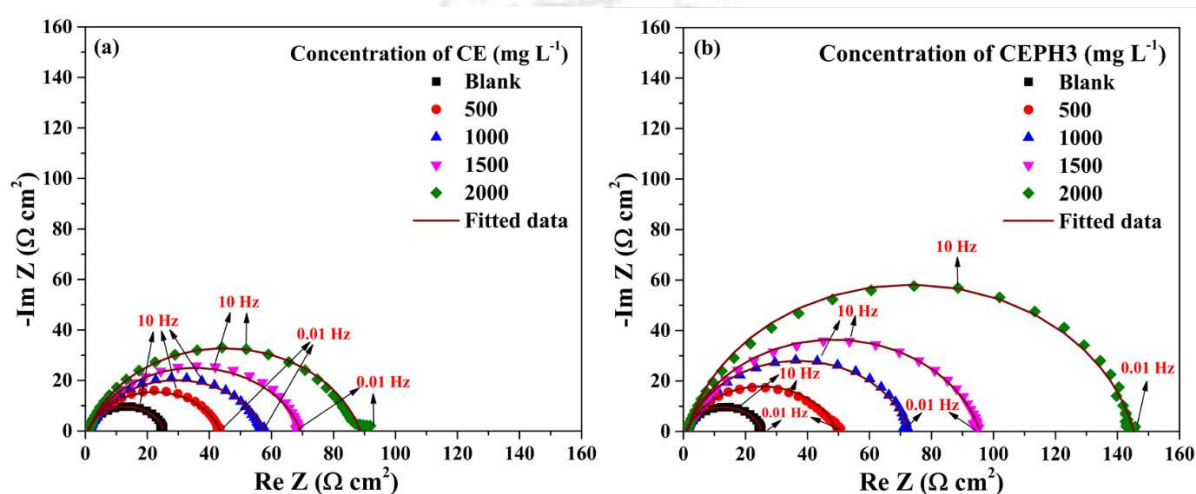 (a)
Concentration of CE (mg L⁻¹)
Blank
500
1000
1500
2000
Fitted data
160
140
120
100
80
60
40
20
0
-Im Z (Ω cm²)
10 Hz
10 Hz
0.01 Hz
0.01 Hz
0 20 40 60 80 100 120 140 160
Re Z (Ω cm²)
(b)
Concentration of CEPH3 (mg L⁻¹)
Blank
500
1000
1500
2000
Fitted data
160
140
120
100
80
60
40
20
0
-Im Z (Ω cm²)
10 Hz
10 Hz
10 Hz
0.01 Hz
0.01 Hz
0.01 Hz
0 20 40 60 80 100 120 140 160
Re Z (Ω cm²)